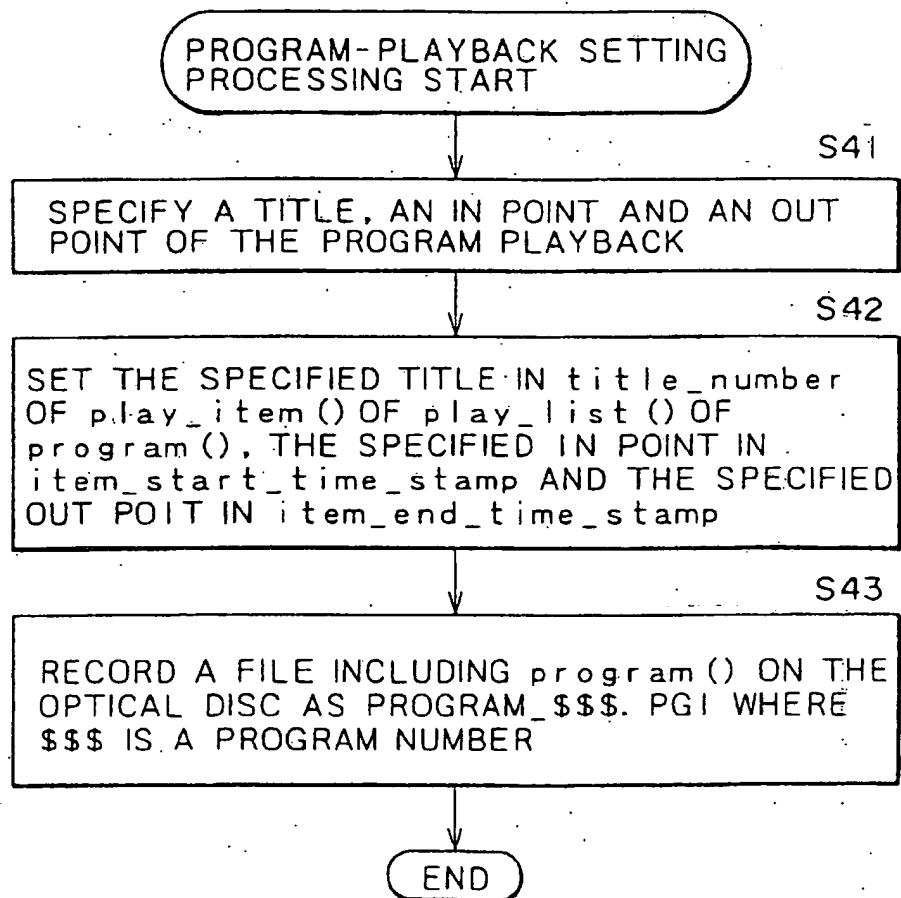 PROGRAM-PLAYBACK SETTING
PROCESSING START
S41
SPECIFY A TITLE, AN IN POINT AND AN OUT
POINT OF THE PROGRAM PLAYBACK
S42
SET THE SPECIFIED TITLE IN title_number
OF play_item() OF play_list() OF
program(), THE SPECIFIED IN POINT IN
item_start_time_stamp AND THE SPECIFIED
OUT POIT IN item_end_time_stamp
S43
RECORD A FILE INCLUDING program() ON THE
OPTICAL DISC AS PROGRAM_$$$. PGI WHERE
$$$ IS A PROGRAM NUMBER
END